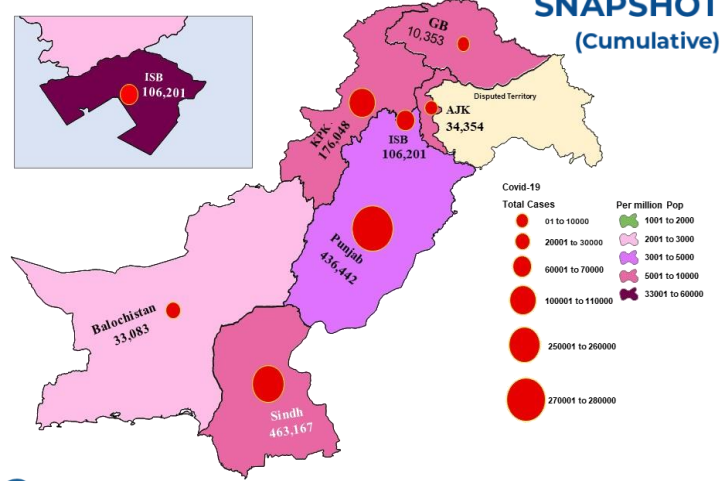 SNAPSHOT
(Cumulative)
ISB
106,201
GB
10,353
Disputed Territory
AJK
34,354
KPK
176,048
ISB
106,201
Punjab
436,442
Balochistan
33,083
Sindh
463,167
Covid-19
Total Cases
01 to 10000
20001 to 30000
60001 to 70000
100001 to 110000
250001 to 260000
270001 to 280000
Per million Pop
1001 to 2000
2001 to 3000
3001 to 5000
5001 to 10000
33001 to 60000